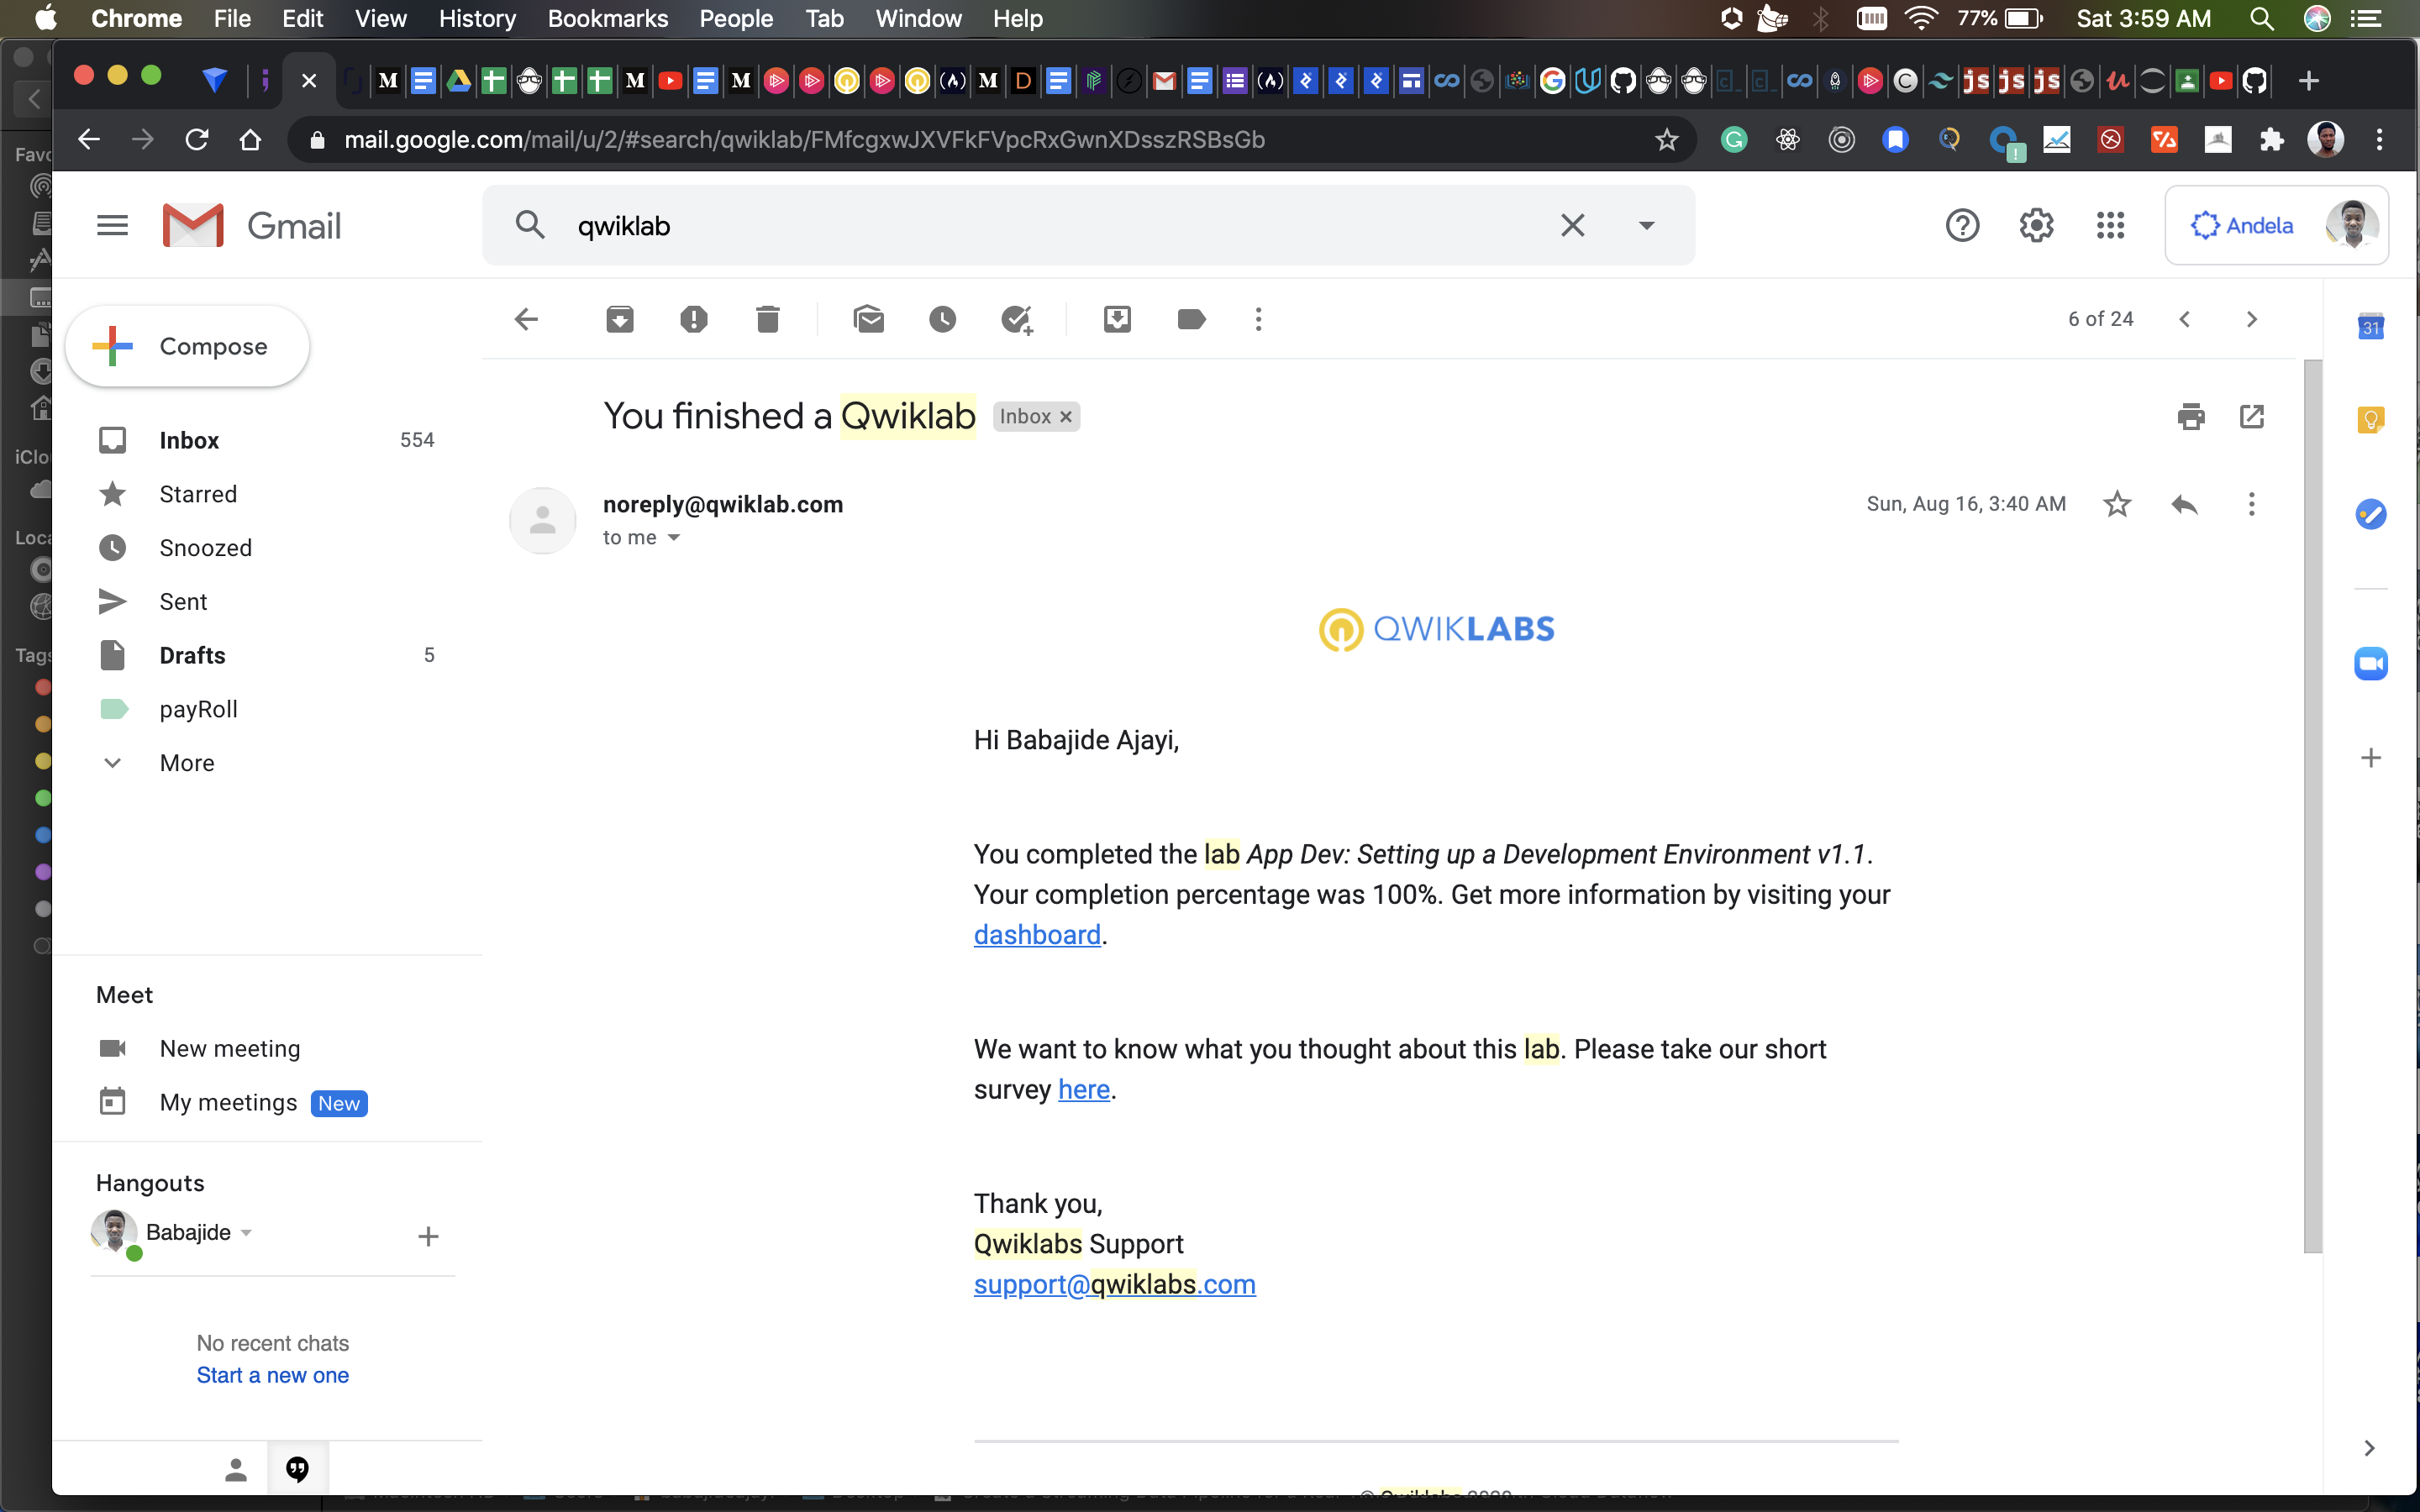 Chrome File Edit View History Bookmarks People Tab Window Help
77% Sat 3:59 AM
mail.google.com/mail/u/2/#search/qwiklab/FMfcgxwJXVFkFVpcRxGwnXDsszRSBsGb
Gmail
qwiklab
Andela
Compose
6 of 24
You finished a Qwiklab
Inbox ×
Inbox 554
Starred
Snoozed
Sent
Drafts 5
payRoll
More
noreply@qwiklab.com
to me
Sun, Aug 16, 3:40 AM
QWIKLABS
Hi Babajide Ajayi,
You completed the lab App Dev: Setting up a Development Environment v1.1.
Your completion percentage was 100%. Get more information by visiting your
dashboard.
We want to know what you thought about this lab. Please take our short
survey here.
Thank you,
Qwiklabs Support
support@qwiklabs.com
Meet
New meeting
My meetings New
Hangouts
Babajide
No recent chats
Start a new one
31
Tags